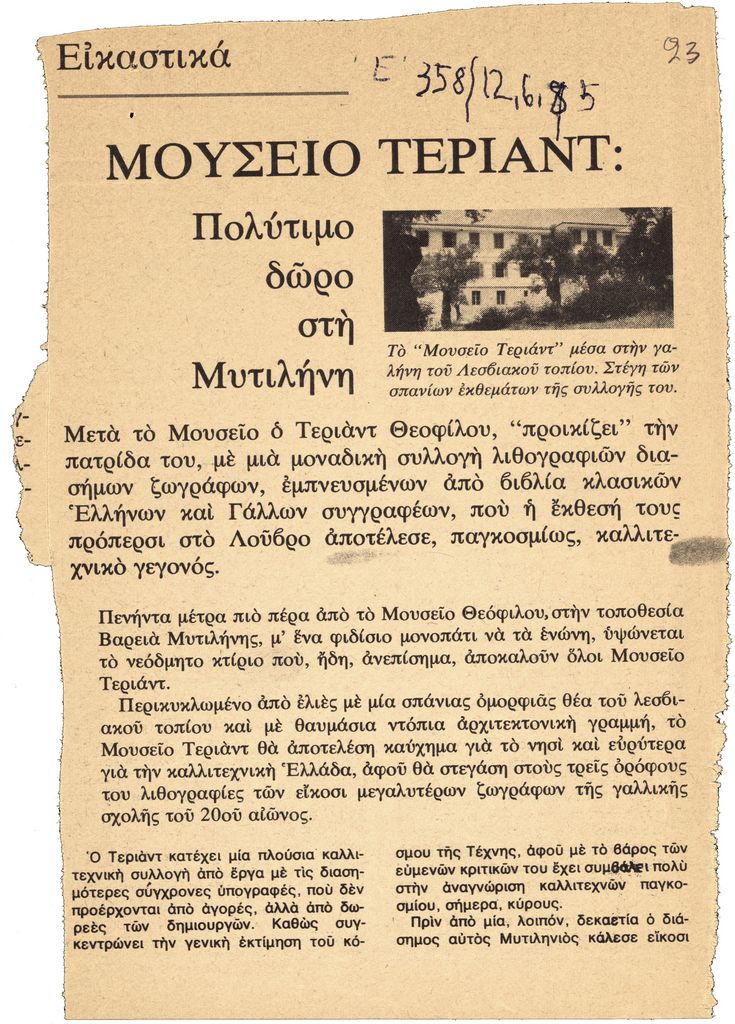 Εἰκαστικά
'Ε' 358/12.6.85
23
ΜΟΥΣΕΙΟ ΤΕΡΙΑΝΤ:
Πολύτιμο
δῶρο
στὴ
Μυτιλήνη
Τὸ “Μουσεῖο Τεριάντ” μέσα στὴν γα-
λήνη τοῦ Λεσβιακοῦ τοπίου. Στέγη τῶν
σπανίων ἐκθεμάτων τῆς συλλογῆς του.
Μετὰ τὸ Μουσεῖο ὁ Τεριὰντ Θεοφίλου, “προικίζει” τὴν
πατρίδα του, μὲ μιὰ μοναδικὴ συλλογὴ λιθογραφιῶν δια-
σήμων ζωγράφων, ἐμπνευσμένων ἀπὸ βιβλία κλασικῶν
Ἑλλήνων καὶ Γάλλων συγγραφέων, ποὺ ἡ ἔκθεσή τους
πρόπερσι στὸ Λοῦβρο ἀποτέλεσε, παγκοσμίως, καλλιτε-
χνικὸ γεγονός.
Πενήντα μέτρα πιὸ πέρα ἀπὸ τὸ Μουσεῖο Θεόφιλου, στὴν τοποθεσία
Βαρειὰ Μυτιλήνης, μ' ἕνα φιδίσιο μονοπάτι νὰ τὰ ἑνώνη, ὑψώνεται
τὸ νεόδμητο κτίριο ποὺ, ἤδη, ἀνεπίσημα, ἀποκαλοῦν ὅλοι Μουσεῖο
Τεριάντ.
Περικυκλωμένο ἀπὸ ἐλιὲς μὲ μία σπάνιας ὀμορφιᾶς θέα τοῦ λεσβι-
ακοῦ τοπίου καὶ μὲ θαυμάσια ντόπια ἀρχιτεκτονικὴ γραμμή, τὸ
Μουσεῖο Τεριὰντ θὰ ἀποτελέση καύχημα γιὰ τὸ νησὶ καὶ εὐρύτερα
γιὰ τὴν καλλιτεχνικὴ Ἑλλάδα, ἀφοῦ θὰ στεγάση στοὺς τρεῖς ὀρόφους
του λιθογραφίες τῶν εἴκοσι μεγαλυτέρων ζωγράφων τῆς γαλλικῆς
σχολῆς τοῦ 20οῦ αἰῶνος.
Ὁ Τεριὰντ κατέχει μία πλούσια καλλι-
τεχνικὴ συλλογὴ ἀπὸ ἔργα μὲ τὶς διαση-
μότερες σύγχρονες ὑπογραφές, ποὺ δὲν
προέρχονται ἀπὸ ἀγορές, ἀλλὰ ἀπὸ δω-
ρεὲς τῶν δημιουργῶν. Καθὼς συγ-
κεντρώνει τὴν γενικὴ ἐκτίμηση τοῦ κό-
σμου τῆς Τέχνης, ἀφοῦ μὲ τὸ βάρος τῶν
εὐμενῶν κριτικῶν του ἔχει συμβάλει πολὺ
στὴν ἀναγνώριση καλλιτεχνῶν παγκο-
σμίου, σήμερα, κύρους.
Πρὶν ἀπὸ μία, λοιπόν, δεκαετία ὁ διά-
σημος αὐτὸς Μυτιληνιὸς κάλεσε εἴκοσι